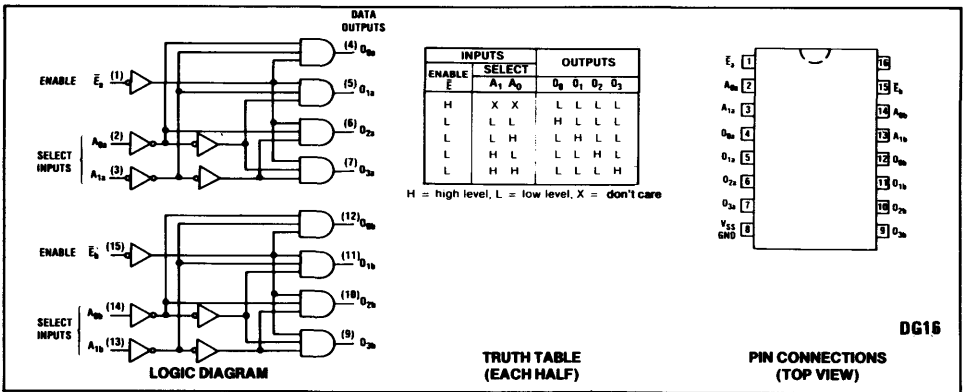 DATA
OUTPUTS
(4) O0a
ENABLE Ēa (1)
(5) O1a
(6) O2a
A0a (2)
SELECT
INPUTS
A1a (3)
(7) O3a
(12) O0b
ENABLE Ēb (15)
(11) O1b
(10) O2b
A0b (14)
SELECT
INPUTS
A1b (13)
(9) O3b
LOGIC DIAGRAM
INPUTS OUTPUTS
ENABLE SELECT
Ē A1 A0 O0 O1 O2 O3
H X X L L L L
L L L H L L L
L L H L H L L
L H L L L H L
L H H L L L H
H = high level, L = low level, X = don't care
TRUTH TABLE
(EACH HALF)
Ēa 1 16
A0a 2 15 Ēb
A1a 3 14 A0b
O0a 4 13 A1b
O1a 5 12 O0b
O2a 6 11 O1b
O3a 7 10 O2b
VSS
GND 8 9 O3b
DG16
PIN CONNECTIONS
(TOP VIEW)